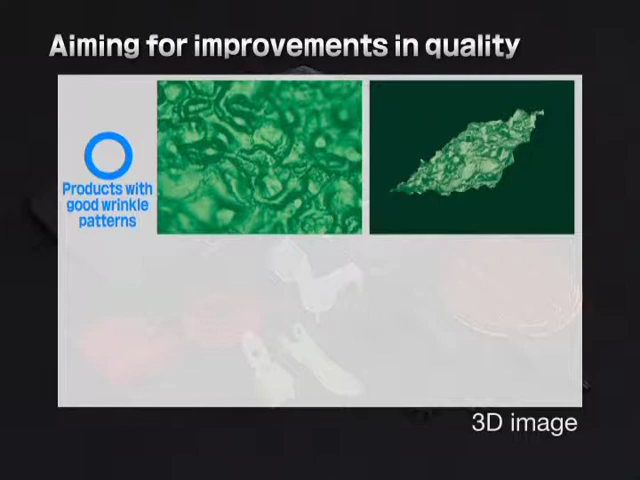 Aiming for improvements in quality
Products with
good wrinkle
patterns
3D image